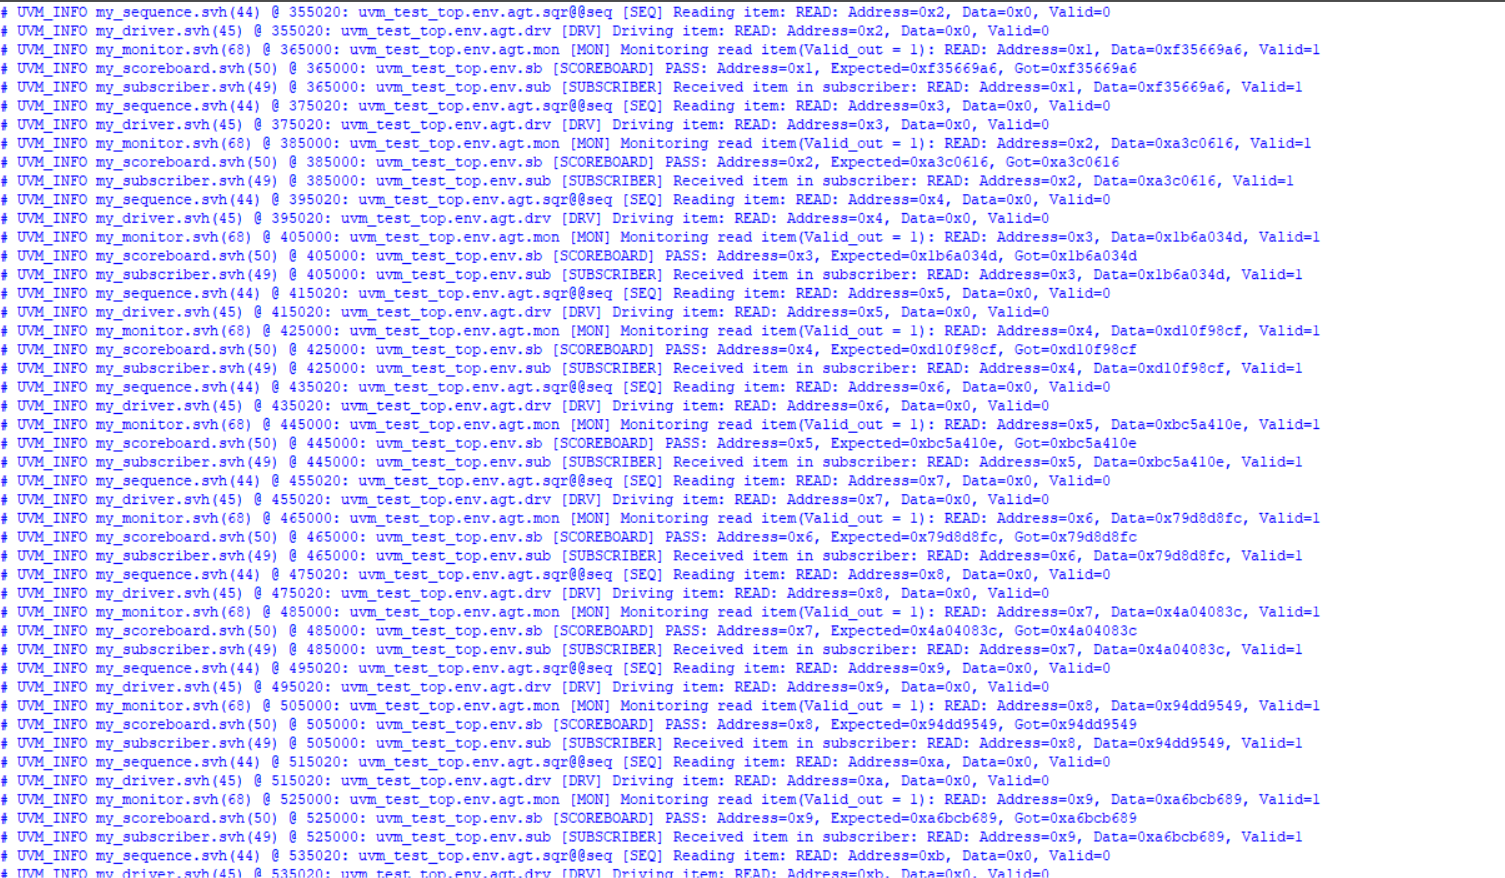 # UVM_INFO my_sequence.svh(44) @ 355020: uvm_test_top.env.agt.sqr@@seq [SEQ] Reading item: READ: Address=0x2, Data=0x0, Valid=0
# UVM_INFO my_driver.svh(45) @ 355020: uvm_test_top.env.agt.drv [DRV] Driving item: READ: Address=0x2, Data=0x0, Valid=0
# UVM_INFO my_monitor.svh(68) @ 365000: uvm_test_top.env.agt.mon [MON] Monitoring read item(Valid_out = 1): READ: Address=0x1, Data=0xf35669a6, Valid=1
# UVM_INFO my_scoreboard.svh(50) @ 365000: uvm_test_top.env.sb [SCOREBOARD] PASS: Address=0x1, Expected=0xf35669a6, Got=0xf35669a6
# UVM_INFO my_subscriber.svh(49) @ 365000: uvm_test_top.env.sub [SUBSCRIBER] Received item in subscriber: READ: Address=0x1, Data=0xf35669a6, Valid=1
# UVM_INFO my_sequence.svh(44) @ 375020: uvm_test_top.env.agt.sqr@@seq [SEQ] Reading item: READ: Address=0x3, Data=0x0, Valid=0
# UVM_INFO my_driver.svh(45) @ 375020: uvm_test_top.env.agt.drv [DRV] Driving item: READ: Address=0x3, Data=0x0, Valid=0
# UVM_INFO my_monitor.svh(68) @ 385000: uvm_test_top.env.agt.mon [MON] Monitoring read item(Valid_out = 1): READ: Address=0x2, Data=0xa3c0616, Valid=1
# UVM_INFO my_scoreboard.svh(50) @ 385000: uvm_test_top.env.sb [SCOREBOARD] PASS: Address=0x2, Expected=0xa3c0616, Got=0xa3c0616
# UVM_INFO my_subscriber.svh(49) @ 385000: uvm_test_top.env.sub [SUBSCRIBER] Received item in subscriber: READ: Address=0x2, Data=0xa3c0616, Valid=1
# UVM_INFO my_sequence.svh(44) @ 395020: uvm_test_top.env.agt.sqr@@seq [SEQ] Reading item: READ: Address=0x4, Data=0x0, Valid=0
# UVM_INFO my_driver.svh(45) @ 395020: uvm_test_top.env.agt.drv [DRV] Driving item: READ: Address=0x4, Data=0x0, Valid=0
# UVM_INFO my_monitor.svh(68) @ 405000: uvm_test_top.env.agt.mon [MON] Monitoring read item(Valid_out = 1): READ: Address=0x3, Data=0x1b6a034d, Valid=1
# UVM_INFO my_scoreboard.svh(50) @ 405000: uvm_test_top.env.sb [SCOREBOARD] PASS: Address=0x3, Expected=0x1b6a034d, Got=0x1b6a034d
# UVM_INFO my_subscriber.svh(49) @ 405000: uvm_test_top.env.sub [SUBSCRIBER] Received item in subscriber: READ: Address=0x3, Data=0x1b6a034d, Valid=1
# UVM_INFO my_sequence.svh(44) @ 415020: uvm_test_top.env.agt.sqr@@seq [SEQ] Reading item: READ: Address=0x5, Data=0x0, Valid=0
# UVM_INFO my_driver.svh(45) @ 415020: uvm_test_top.env.agt.drv [DRV] Driving item: READ: Address=0x5, Data=0x0, Valid=0
# UVM_INFO my_monitor.svh(68) @ 425000: uvm_test_top.env.agt.mon [MON] Monitoring read item(Valid_out = 1): READ: Address=0x4, Data=0xd10f98cf, Valid=1
# UVM_INFO my_scoreboard.svh(50) @ 425000: uvm_test_top.env.sb [SCOREBOARD] PASS: Address=0x4, Expected=0xd10f98cf, Got=0xd10f98cf
# UVM_INFO my_subscriber.svh(49) @ 425000: uvm_test_top.env.sub [SUBSCRIBER] Received item in subscriber: READ: Address=0x4, Data=0xd10f98cf, Valid=1
# UVM_INFO my_sequence.svh(44) @ 435020: uvm_test_top.env.agt.sqr@@seq [SEQ] Reading item: READ: Address=0x6, Data=0x0, Valid=0
# UVM_INFO my_driver.svh(45) @ 435020: uvm_test_top.env.agt.drv [DRV] Driving item: READ: Address=0x6, Data=0x0, Valid=0
# UVM_INFO my_monitor.svh(68) @ 445000: uvm_test_top.env.agt.mon [MON] Monitoring read item(Valid_out = 1): READ: Address=0x5, Data=0xbc5a410e, Valid=1
# UVM_INFO my_scoreboard.svh(50) @ 445000: uvm_test_top.env.sb [SCOREBOARD] PASS: Address=0x5, Expected=0xbc5a410e, Got=0xbc5a410e
# UVM_INFO my_subscriber.svh(49) @ 445000: uvm_test_top.env.sub [SUBSCRIBER] Received item in subscriber: READ: Address=0x5, Data=0xbc5a410e, Valid=1
# UVM_INFO my_sequence.svh(44) @ 455020: uvm_test_top.env.agt.sqr@@seq [SEQ] Reading item: READ: Address=0x7, Data=0x0, Valid=0
# UVM_INFO my_driver.svh(45) @ 455020: uvm_test_top.env.agt.drv [DRV] Driving item: READ: Address=0x7, Data=0x0, Valid=0
# UVM_INFO my_monitor.svh(68) @ 465000: uvm_test_top.env.agt.mon [MON] Monitoring read item(Valid_out = 1): READ: Address=0x6, Data=0x79d8d8fc, Valid=1
# UVM_INFO my_scoreboard.svh(50) @ 465000: uvm_test_top.env.sb [SCOREBOARD] PASS: Address=0x6, Expected=0x79d8d8fc, Got=0x79d8d8fc
# UVM_INFO my_subscriber.svh(49) @ 465000: uvm_test_top.env.sub [SUBSCRIBER] Received item in subscriber: READ: Address=0x6, Data=0x79d8d8fc, Valid=1
# UVM_INFO my_sequence.svh(44) @ 475020: uvm_test_top.env.agt.sqr@@seq [SEQ] Reading item: READ: Address=0x8, Data=0x0, Valid=0
# UVM_INFO my_driver.svh(45) @ 475020: uvm_test_top.env.agt.drv [DRV] Driving item: READ: Address=0x8, Data=0x0, Valid=0
# UVM_INFO my_monitor.svh(68) @ 485000: uvm_test_top.env.agt.mon [MON] Monitoring read item(Valid_out = 1): READ: Address=0x7, Data=0x4a04083c, Valid=1
# UVM_INFO my_scoreboard.svh(50) @ 485000: uvm_test_top.env.sb [SCOREBOARD] PASS: Address=0x7, Expected=0x4a04083c, Got=0x4a04083c
# UVM_INFO my_subscriber.svh(49) @ 485000: uvm_test_top.env.sub [SUBSCRIBER] Received item in subscriber: READ: Address=0x7, Data=0x4a04083c, Valid=1
# UVM_INFO my_sequence.svh(44) @ 495020: uvm_test_top.env.agt.sqr@@seq [SEQ] Reading item: READ: Address=0x9, Data=0x0, Valid=0
# UVM_INFO my_driver.svh(45) @ 495020: uvm_test_top.env.agt.drv [DRV] Driving item: READ: Address=0x9, Data=0x0, Valid=0
# UVM_INFO my_monitor.svh(68) @ 505000: uvm_test_top.env.agt.mon [MON] Monitoring read item(Valid_out = 1): READ: Address=0x8, Data=0x94dd9549, Valid=1
# UVM_INFO my_scoreboard.svh(50) @ 505000: uvm_test_top.env.sb [SCOREBOARD] PASS: Address=0x8, Expected=0x94dd9549, Got=0x94dd9549
# UVM_INFO my_subscriber.svh(49) @ 505000: uvm_test_top.env.sub [SUBSCRIBER] Received item in subscriber: READ: Address=0x8, Data=0x94dd9549, Valid=1
# UVM_INFO my_sequence.svh(44) @ 515020: uvm_test_top.env.agt.sqr@@seq [SEQ] Reading item: READ: Address=0xa, Data=0x0, Valid=0
# UVM_INFO my_driver.svh(45) @ 515020: uvm_test_top.env.agt.drv [DRV] Driving item: READ: Address=0xa, Data=0x0, Valid=0
# UVM_INFO my_monitor.svh(68) @ 525000: uvm_test_top.env.agt.mon [MON] Monitoring read item(Valid_out = 1): READ: Address=0x9, Data=0xa6bcb689, Valid=1
# UVM_INFO my_scoreboard.svh(50) @ 525000: uvm_test_top.env.sb [SCOREBOARD] PASS: Address=0x9, Expected=0xa6bcb689, Got=0xa6bcb689
# UVM_INFO my_subscriber.svh(49) @ 525000: uvm_test_top.env.sub [SUBSCRIBER] Received item in subscriber: READ: Address=0x9, Data=0xa6bcb689, Valid=1
# UVM_INFO my_sequence.svh(44) @ 535020: uvm_test_top.env.agt.sqr@@seq [SEQ] Reading item: READ: Address=0xb, Data=0x0, Valid=0
# UVM_INFO my_driver.svh(45) @ 535020: uvm_test_top.env.agt.drv [DRV] Driving item: READ: Address=0xb, Data=0x0, Valid=0